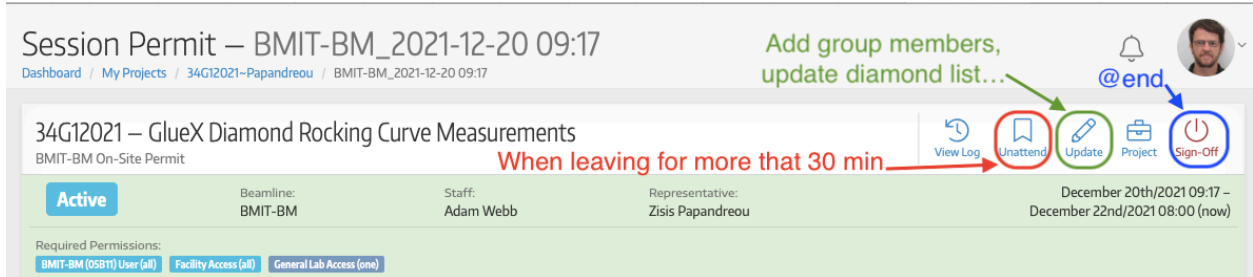 Session Permit — BMIT-BM_2021-12-20 09:17
Dashboard / My Projects / 34G12021~Papandreou / BMIT-BM_2021-12-20 09:17
Add group members,
update diamond list...
@end
34G12021 — GlueX Diamond Rocking Curve Measurements
BMIT-BM On-Site Permit
When leaving for more that 30 min
View Log
Unattend
Update
Project
Sign-Off
Active
Beamline:
BMIT-BM
Staff:
Adam Webb
Representative:
Zisis Papandreou
December 20th/2021 09:17 –
December 22nd/2021 08:00 (now)
Required Permissions:
BMIT-BM (05B11) User (all) Facility Access (all) General Lab Access (one)